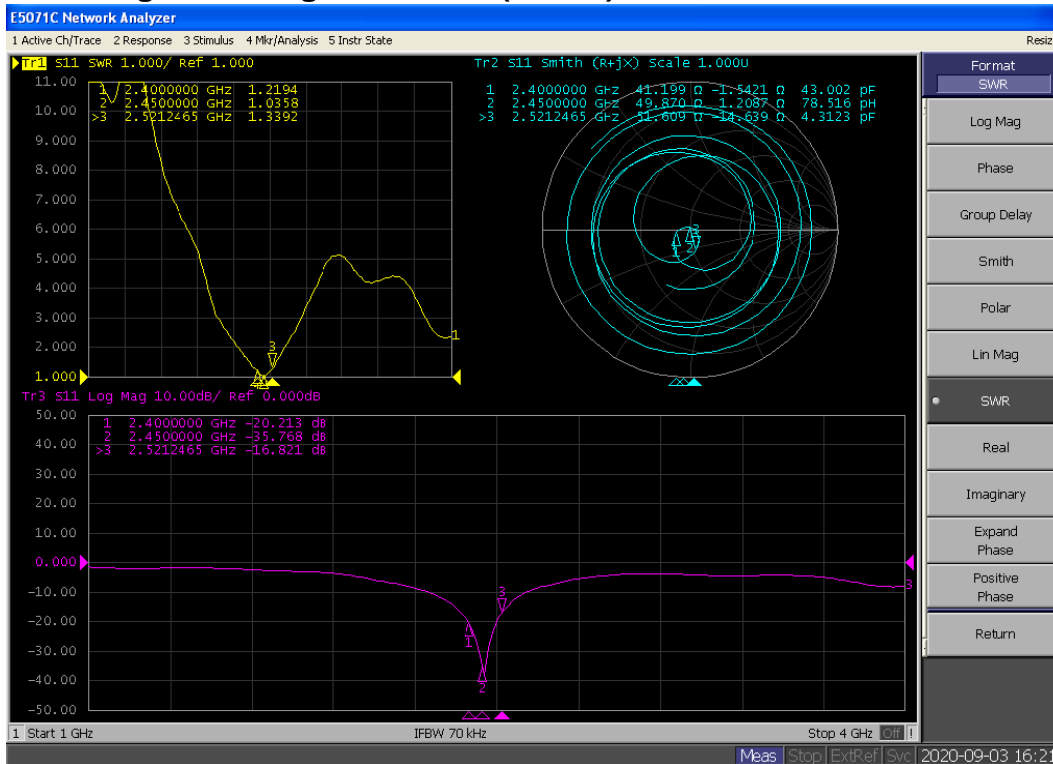 E5071C Network Analyzer
1 Active Ch/Trace 2 Response 3 Stimulus 4 Mkr/Analysis 5 Instr State
Resiz
Tr1 S11 SWR 1.000/ Ref 1.000
11.00
10.00
9.000
8.000
7.000
6.000
5.000
4.000
3.000
2.000
1.000
1 2.4000000 GHz 1.2194
2 2.4500000 GHz 1.0358
>3 2.5212465 GHz 1.3392
3
1
Tr2 S11 Smith (R+jX) Scale 1.000U
1 2.4000000 GHz 41.199 Ω -1.5421 Ω 43.002 pF
2 2.4500000 GHz 49.870 Ω 1.2087 Ω 78.516 pH
>3 2.5212465 GHz 51.609 Ω -14.639 Ω 4.3123 pF
Tr3 S11 Log Mag 10.00dB/ Ref 0.000dB
50.00
40.00
30.00
20.00
10.00
0.000
-10.00
-20.00
-30.00
-40.00
-50.00
1 2.4000000 GHz -20.213 dB
2 2.4500000 GHz -35.768 dB
>3 2.5212465 GHz -16.821 dB
1
2
3
3
1 Start 1 GHz
IFBW 70 kHz
Stop 4 GHz Off !
Format
SWR
Log Mag
Phase
Group Delay
Smith
Polar
Lin Mag
SWR
Real
Imaginary
Expand
Phase
Positive
Phase
Return
Meas Stop ExtRef Svc 2020-09-03 16:21